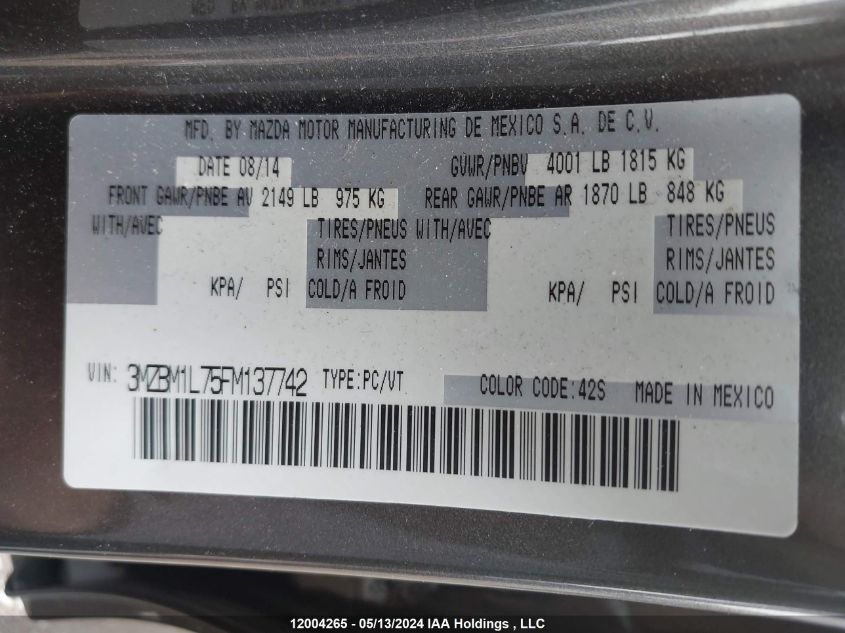 MFD. BY MAZDA MOTOR MANUFACTURING DE MEXICO S.A. DE C.V.
DATE 08/14 GVWR/PNBV 4001 LB 1815 KG
FRONT GAWR/PNBE AV 2149 LB 975 KG REAR GAWR/PNBE AR 1870 LB 848 KG
WITH/AVEC TIRES/PNEUS WITH/AVEC TIRES/PNEUS
RIMS/JANTES RIMS/JANTES
KPA/ PSI COLD/A FROID KPA/ PSI COLD/A FROID
VIN: 3MZBM1L75FM137742 TYPE:PC/VT COLOR CODE:42S MADE IN MEXICO
12004265 - 05/13/2024 IAA Holdings , LLC